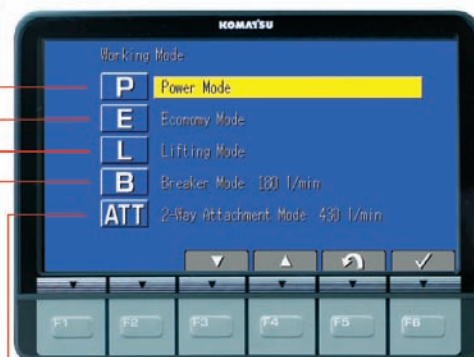 KOMATSU
Working Mode
P Power Mode
E Economy Mode
L Lifting Mode
B Breaker Mode 180 l/min
ATT 2-Way Attachment Mode 430 l/min
F1 F2 F3 F4 F5 F6